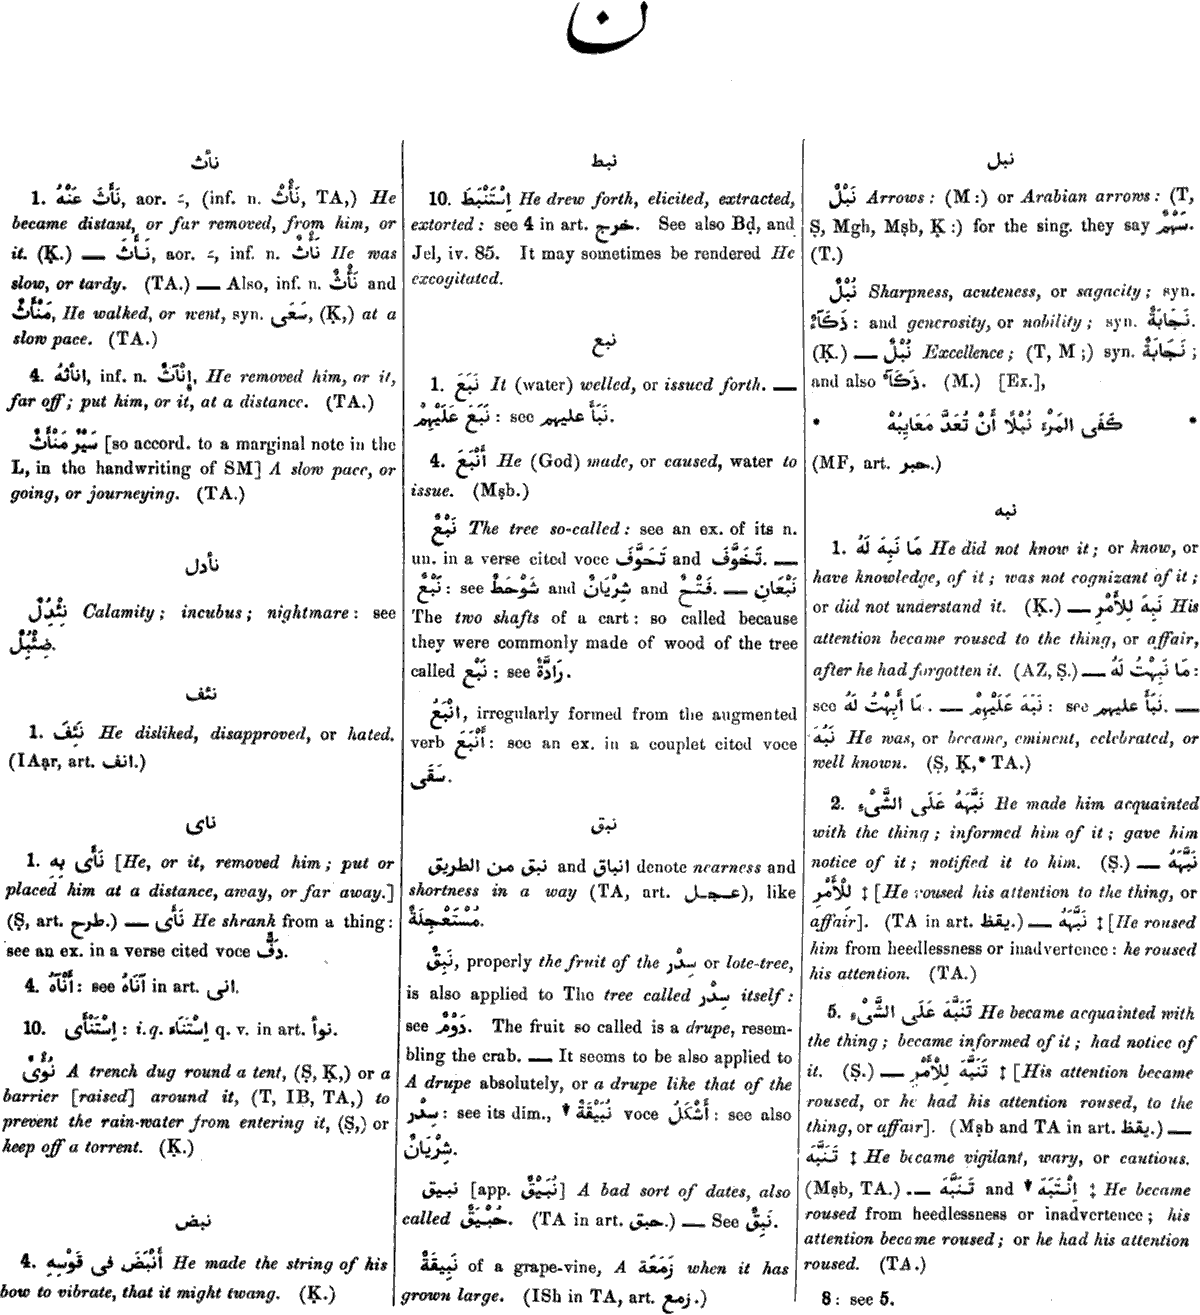 ن
نأث
1. نَأَثَ عَنْهُ, aor. ـَ, (inf. n. نَأْثٌ, TA,) He
became distant, or far removed, from him, or
it. (Ḳ.) — نَأَثَ, aor. ـَ, inf. n. نَأْثٌ He was
slow, or tardy. (TA.) — Also, inf. n. نَأْثٌ and
مَنْأَثٌ, He walked, or went, syn. سَعَى, (Ḳ,) at a
slow pace. (TA.)
4. انأثهُ, inf. n. إِنْآثٌ, He removed him, or it,
far off; put him, or it, at a distance. (TA.)
سَيْرٌ مَنْأَثٌ [so accord. to a marginal note in the
L, in the handwriting of SM] A slow pace, or
going, or journeying. (TA.)
نأدل
نِئْدُلٌ Calamity; incubus; nightmare: see
ضِئْبُلٌ.
نئف
1. نَئِفَ He disliked, disapproved, or hated.
(IAạr, art. انف.)
ناى
1. نَأَى بِهِ [He, or it, removed him; put or
placed him at a distance, away, or far away.]
(Ṣ, art. طرح.) — نَأَى He shrank from a thing:
see an ex. in a verse cited voce دَفٌّ.
4. أَنْآهُ: see آنَاهُ in art. انى.
10. اِسْتَنْأَى: i.q. اِسْتَنَاءَ q. v. in art. نوأ.
نُؤْىٌ A trench dug round a tent, (Ṣ, Ḳ,) or a
barrier [raised] around it, (T, IB, TA,) to
prevent the rain-water from entering it, (Ṣ,) or
keep off a torrent. (Ḳ.)
نبض
4. أَنْبَضَ فِى قَوْسِهِ He made the string of his
bow to vibrate, that it might twang. (Ḳ.)
نبط
10. اِسْتَنْبَطَ He drew forth, elicited, extracted,
extorted: see 4 in art. خرج. See also Bḍ, and
Jel, iv. 85. It may sometimes be rendered He
excogitated.
نبع
1. نَبَعَ It (water) welled, or issued forth. —
نَبَعَ عَلَيْهِمْ: see نَبَأَ عليهم.
4. أَنْبَعَ He (God) made, or caused, water to
issue. (Mṣb.)
نَبْعٌ The tree so-called: see an ex. of its n.
un. in a verse cited voce تَحَوَّفَ and تَخَوَّفَ. —
نَبْعٌ: see شَوْحَطٌ and شِرْيَانٌ and فَتْحٌ. — نَبْعَانِ
The two shafts of a cart: so called because
they were commonly made of wood of the tree
called نَبْع: see رَادَّةٌ.
انْبَعُ, irregularly formed from the augmented
verb أَنْبَعَ: see an ex. in a couplet cited voce
سَقَى.
نبق
نبق من الطريق and انباق denote nearness and
shortness in a way (TA, art. عجل), like
مُسْتَعْجِلَةٌ.
نَبِقٌ, properly the fruit of the سِدْر or lote-tree,
is also applied to The tree called سِدْر itself:
see دَوْمٌ. The fruit so called is a drupe, resem-
bling the crab. — It seems to be also applied to
A drupe absolutely, or a drupe like that of the
سِدْر: see its dim., نُبَيْقَةٌ voce أَشْكَلُ: see also
شِرْيَانٌ.
نبيق [app. نُبَيْقٌ] A bad sort of dates, also
called حُبَيْقٌ. (TA in art. حبق.) — See نَبِقٌ.
نَبِيقَةٌ of a grape-vine, A زَمَعَة when it has
grown large. (ISh in TA, art. زمع.)
نبل
نَبْلٌ Arrows: (M:) or Arabian arrows: (T,
Ṣ, Mgh, Mṣb, Ḳ:) for the sing. they say سَهْمٌ.
(T.)
نُبْلٌ Sharpness, acuteness, or sagacity; syn.
ذَكَآءٌ: and generosity, or nobility; syn. نَجَابَةٌ.
(Ḳ.) — نُبْلٌ Excellence; (T, M;) syn. نَجَابَةٌ;
and also ذَكَآءٌ. (M.) [Ex.],
* كَفَى المَرْءَ نُبْلًا أَنْ تُعَدَّ مَعَايِبُهْ *
(MF, art. حبر.)
نبه
1. مَا نَبِهَ لَهُ He did not know it; or know, or
have knowledge, of it; was not cognizant of it;
or did not understand it. (Ḳ.) — نَبِهَ لِلْأَمْرِ His
attention became roused to the thing, or affair,
after he had forgotten it. (AZ, Ṣ.) — مَا نَبِهْتُ لَهُ:
see مَا أَبِهْتُ لَهُ. — نَبَهَ عَلَيْهِمْ: see نَبَأَ عليهم. —
نَبُهَ He was, or became, eminent, celebrated, or
well known. (Ṣ, Ḳ,* TA.)
2. نَبَّهَهُ عَلَى الشَّىْءِ He made him acquainted
with the thing; informed him of it; gave him
notice of it; notified it to him. (Ṣ.) — نَبَّهَهُ
لِلْأَمْرِ ‡ [He roused his attention to the thing, or
affair]. (TA in art. يقظ.) — نَبَّهَهُ ‡ [He roused
him from heedlessness or inadvertence: he roused
his attention. (TA.)
5. تَنَبَّهَ عَلَى الشَّىْءِ He became acquainted with
the thing; became informed of it; had notice of
it. (Ṣ.) — تَنَبَّهَ لِلْأَمْرِ ‡ [His attention became
roused, or he had his attention roused, to the
thing, or affair]. (Mṣb and TA in art. يقظ.) —
تَنَبَّهَ ‡ He became vigilant, wary, or cautious.
(Mṣb, TA.) — تَنَبَّهَ and اِنْتَبَهَ ‡ He became
roused from heedlessness or inadvertence; his
attention became roused; or he had his attention
roused. (TA.)
8: see 5.